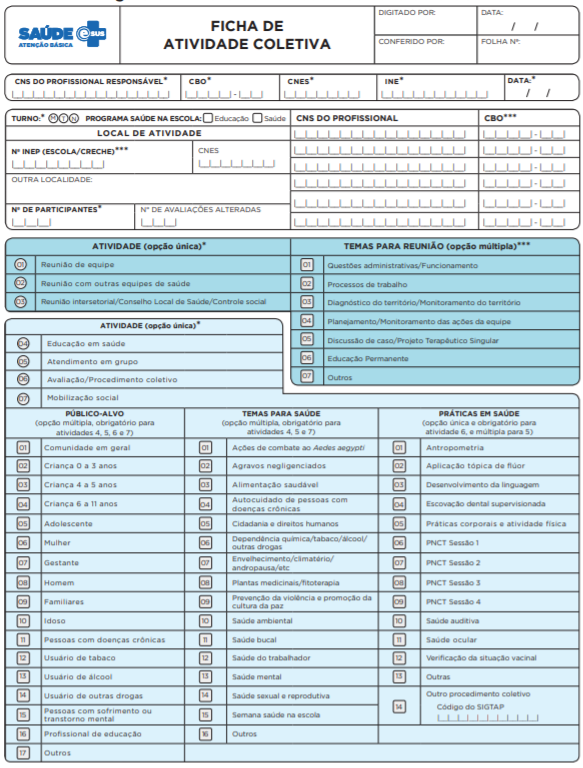 SAÚDE e SUS
ATENÇÃO BÁSICA
FICHA DE
ATIVIDADE COLETIVA
DIGITADO POR:
DATA:
/ /
CONFERIDO POR:
FOLHA Nº:
CNS DO PROFISSIONAL RESPONSÁVEL*
CBO*
CNES*
INE*
DATA:*
/ /
TURNO:* M T N PROGRAMA SAÚDE NA ESCOLA: Educação Saúde
LOCAL DE ATIVIDADE
Nº INEP (ESCOLA/CRECHE)***
CNES
OUTRA LOCALIDADE:
Nº DE PARTICIPANTES*
Nº DE AVALIAÇÕES ALTERADAS
CNS DO PROFISSIONAL
CBO***
ATIVIDADE (opção única)*
01 Reunião de equipe
02 Reunião com outras equipes de saúde
03 Reunião intersetorial/Conselho Local de Saúde/Controle social
TEMAS PARA REUNIÃO (opção múltipla)***
01 Questões administrativas/Funcionamento
02 Processos de trabalho
03 Diagnóstico do território/Monitoramento do território
04 Planejamento/Monitoramento das ações da equipe
05 Discussão de caso/Projeto Terapêutico Singular
06 Educação Permanente
07 Outros
ATIVIDADE (opção única)*
04 Educação em saúde
05 Atendimento em grupo
06 Avaliação/Procedimento coletivo
07 Mobilização social
PÚBLICO-ALVO
(opção múltipla, obrigatório para
atividades 4, 5, 6 e 7)
01 Comunidade em geral
02 Criança 0 a 3 anos
03 Criança 4 a 5 anos
04 Criança 6 a 11 anos
05 Adolescente
06 Mulher
07 Gestante
08 Homem
09 Familiares
10 Idoso
11 Pessoas com doenças crônicas
12 Usuário de tabaco
13 Usuário de álcool
14 Usuário de outras drogas
15 Pessoas com sofrimento ou
transtorno mental
16 Profissional de educação
17 Outros
TEMAS PARA SAÚDE
(opção múltipla, obrigatório para
atividades 4, 5 e 7)
01 Ações de combate ao Aedes aegypti
02 Agravos negligenciados
03 Alimentação saudável
04 Autocuidado de pessoas com
doenças crônicas
05 Cidadania e direitos humanos
06 Dependência química/tabaco/álcool/
outras drogas
07 Envelhecimento/climatério/
andropausa/etc
08 Plantas medicinais/fitoterapia
09 Prevenção da violência e promoção da
cultura da paz
10 Saúde ambiental
11 Saúde bucal
12 Saúde do trabalhador
13 Saúde mental
14 Saúde sexual e reprodutiva
15 Semana saúde na escola
16 Outros
PRÁTICAS EM SAÚDE
(opção única e obrigatório para
atividade 6, e múltipla para 5)
01 Antropometria
02 Aplicação tópica de flúor
03 Desenvolvimento da linguagem
04 Escovação dental supervisionada
05 Práticas corporais e atividade física
06 PNCT Sessão 1
07 PNCT Sessão 2
08 PNCT Sessão 3
09 PNCT Sessão 4
10 Saúde auditiva
11 Saúde ocular
12 Verificação da situação vacinal
13 Outras
14 Outro procedimento coletivo
Código do SIGTAP